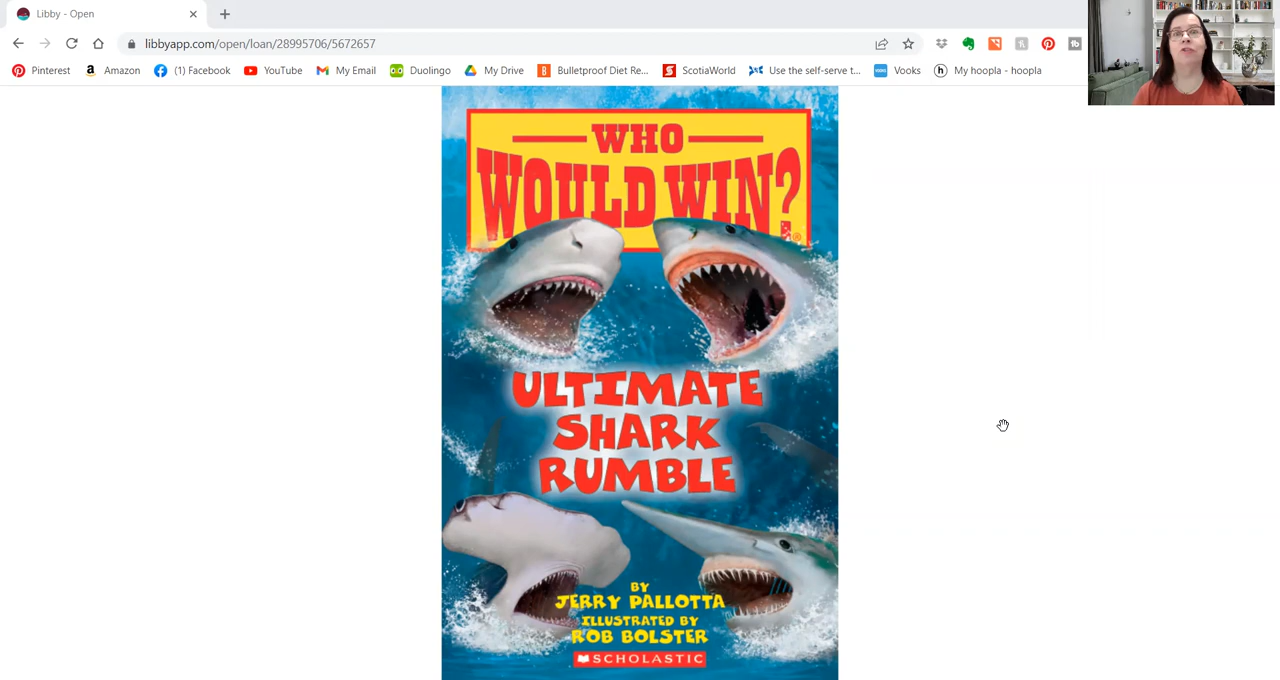 Libby - Open
libbyapp.com/open/loan/28995706/5672657
Pinterest
Amazon
(1) Facebook
YouTube
My Email
Duolingo
My Drive
Bulletproof Diet Re...
ScotiaWorld
Use the self-serve t...
Vooks
My hoopla - hoopla
WHO
WOULD WIN?®
ULTIMATE
SHARK
RUMBLE
BY
JERRY PALLOTTA
ILLUSTRATED BY
ROB BOLSTER
SCHOLASTIC